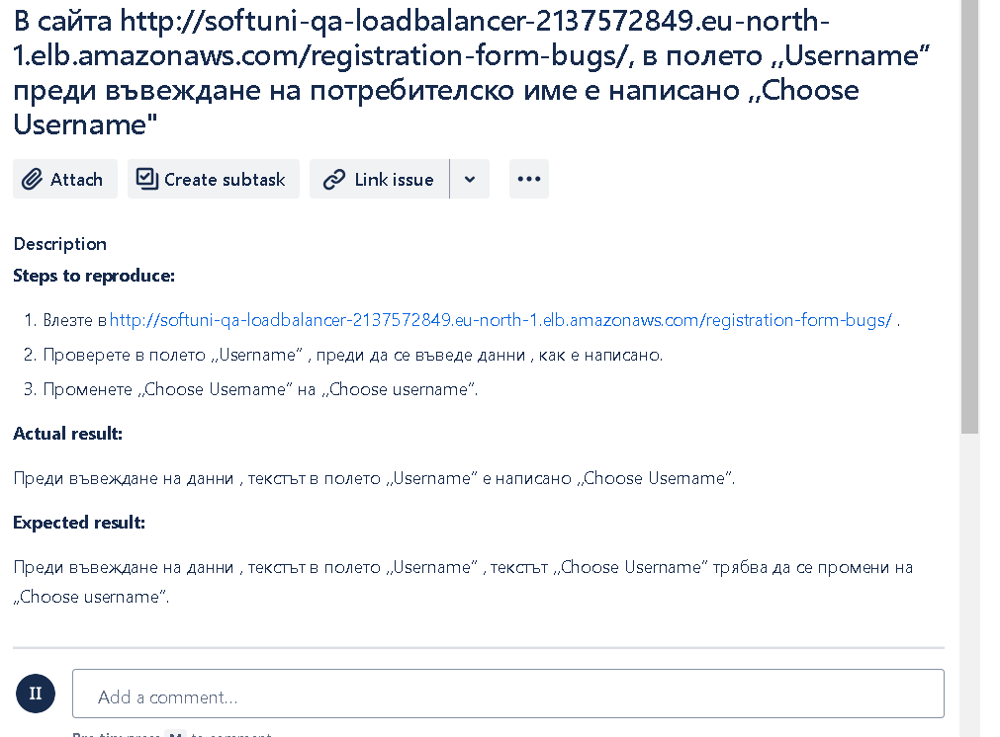 В сайта http://softuni-qa-loadbalancer-2137572849.eu-north-
1.elb.amazonaws.com/registration-form-bugs/, в полето ,,Username”
преди въвеждане на потребителско име е написано ,,Choose
Username"
Attach
Create subtask
Link issue
Description
Steps to reproduce:
1. Влезте в http://softuni-qa-loadbalancer-2137572849.eu-north-1.elb.amazonaws.com/registration-form-bugs/ .
2. Проверете в полето ,,Username” , преди да се въведе данни , как е написано.
3. Променете ,,Choose Username” на ,,Choose username”.
Actual result:
Преди въвеждане на данни , текстът в полето ,,Username” е написано ,,Choose Username”.
Expected result:
Преди въвеждане на данни , текстът в полето ,,Username” , текстът ,,Choose Username” трябва да се промени на
,,Choose username”.
II
Add a comment...
Pro tip: press M to comment